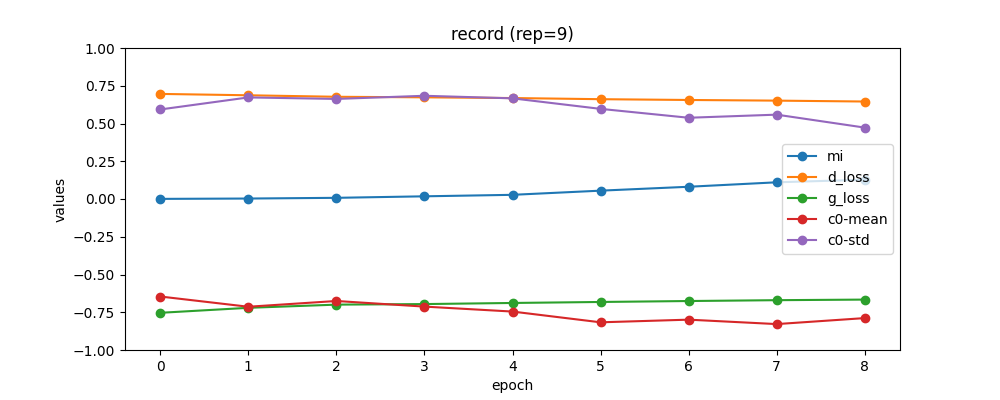 record (rep=9)
1.00
0.75
0.50
0.25
0.00
−0.25
−0.50
−0.75
−1.00
values
mi
d_loss
g_loss
c0-mean
c0-std
0 1 2 3 4 5 6 7 8
epoch